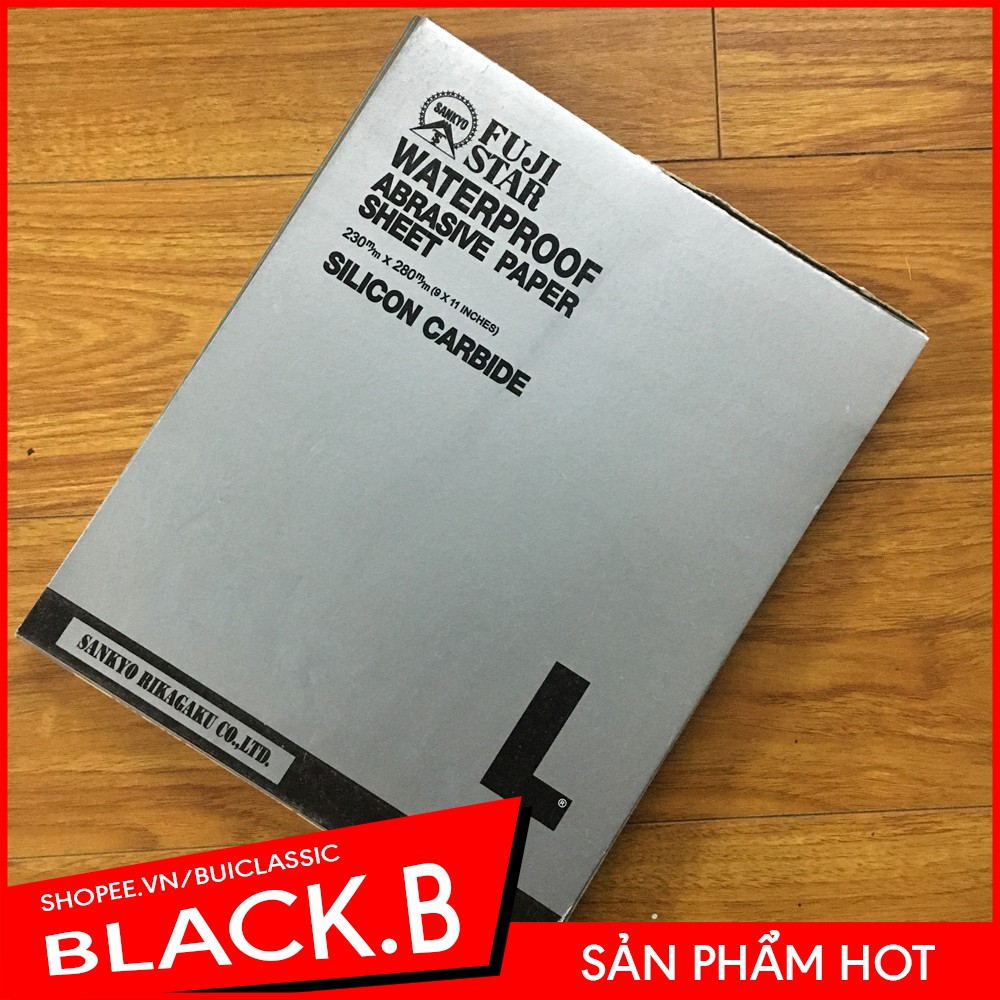 SANKYO
S
FUJI
STAR
WATERPROOF
ABRASIVE PAPER
SHEET
230m/m x 280m/m (9 X 11 INCHES)
SILICON CARBIDE
L®
SANKYO RIKAGAKU CO.,LTD.
SHOPEE.VN/BUICLASSIC
BLACK.B
SẢN PHẨM HOT